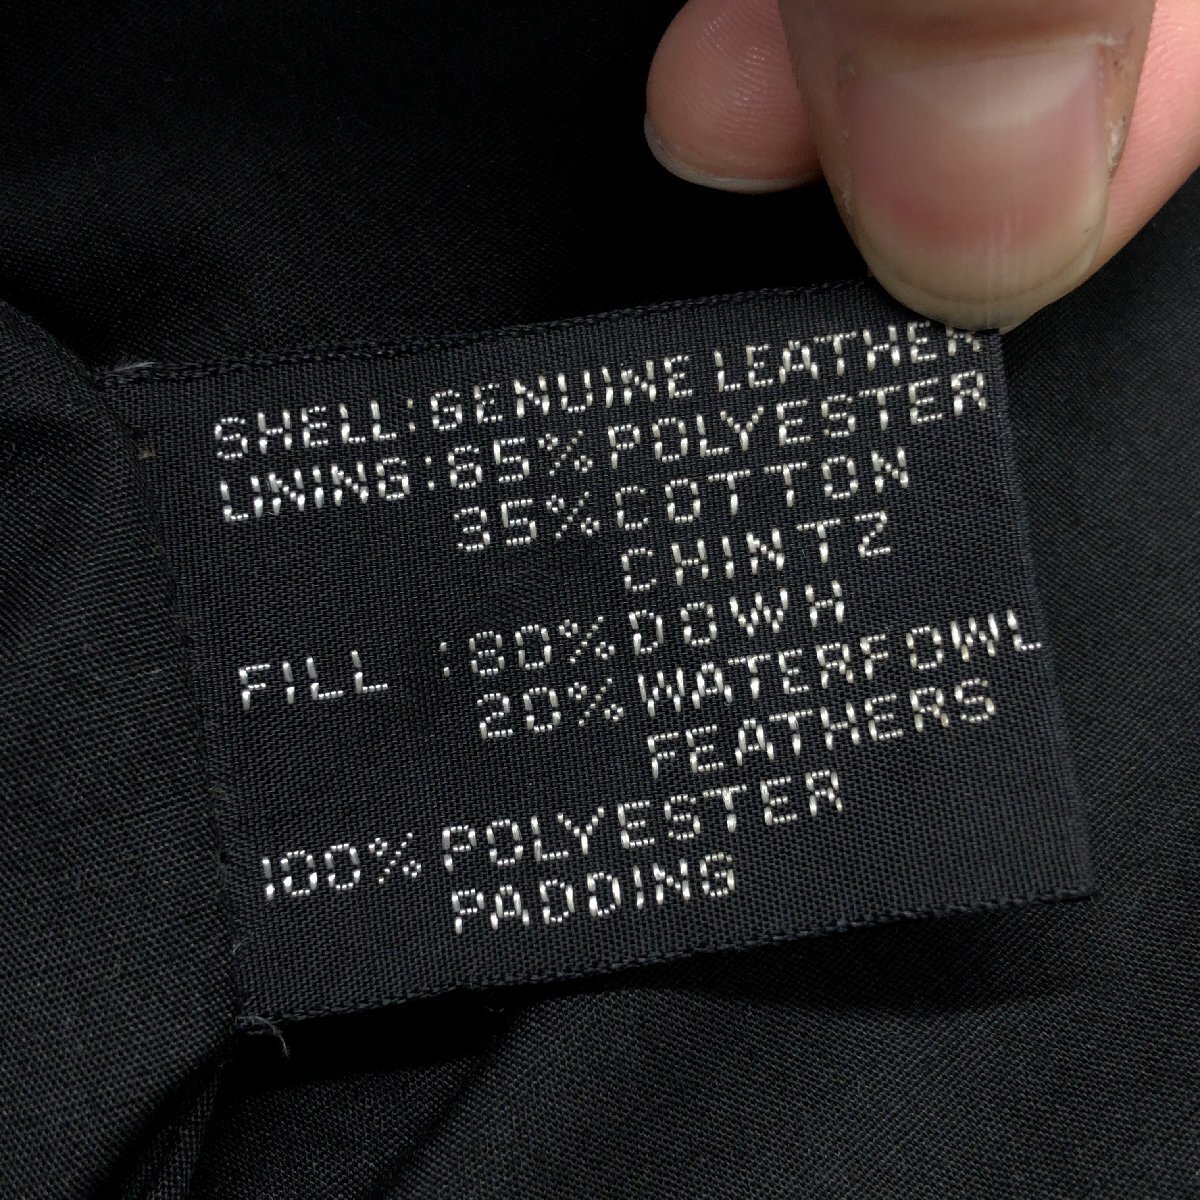 SHELL:GENUINE LEATHER
LINING:65% POLYESTER
35% COTTON
CHINTZ
FILL :80% DOWN
20% WATERFOWL
FEATHERS
100% POLYESTER
PADDING